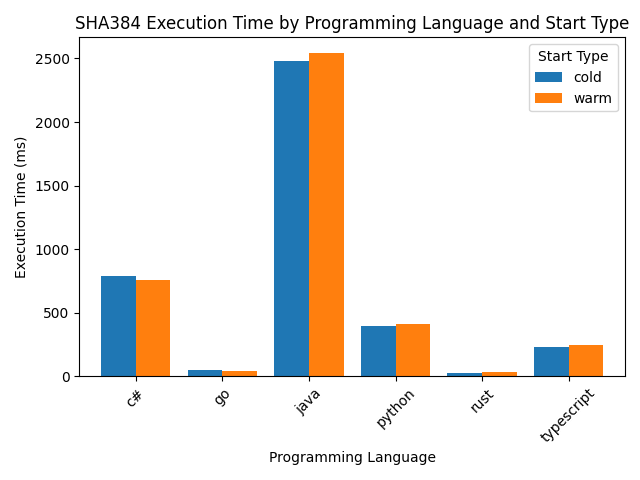 SHA384 Execution Time by Programming Language and Start Type
Start Type
cold
warm
Execution Time (ms)
2500
2000
1500
1000
500
0
c#
go
java
python
rust
typescript
Programming Language